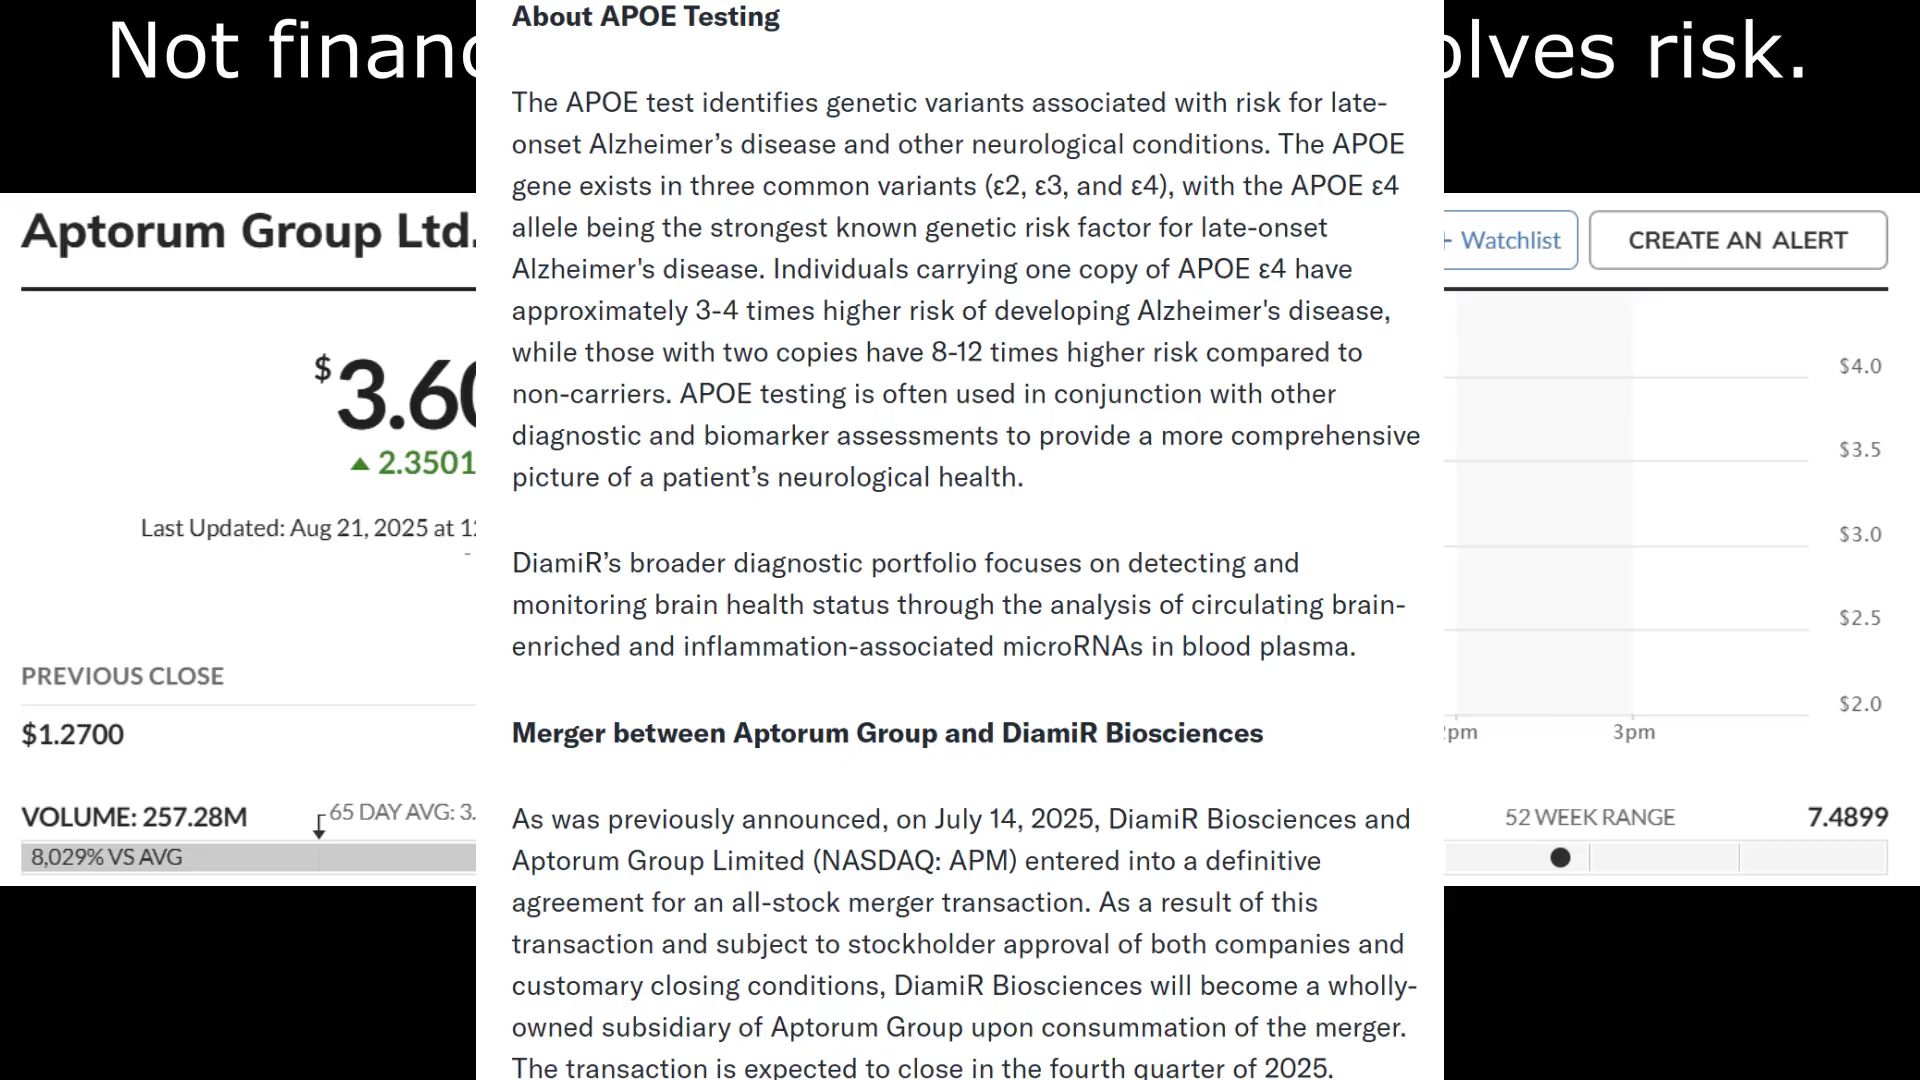 Not financ
olves risk.
Aptorum Group Ltd.
$3.60
2.3501
Last Updated: Aug 21, 2025 at 12
PREVIOUS CLOSE
$1.2700
VOLUME: 257.28M
65 DAY AVG: 3.
8,029% VS AVG
About APOE Testing
The APOE test identifies genetic variants associated with risk for late-
onset Alzheimer’s disease and other neurological conditions. The APOE
gene exists in three common variants (ε2, ε3, and ε4), with the APOE ε4
allele being the strongest known genetic risk factor for late-onset
Alzheimer's disease. Individuals carrying one copy of APOE ε4 have
approximately 3-4 times higher risk of developing Alzheimer's disease,
while those with two copies have 8-12 times higher risk compared to
non-carriers. APOE testing is often used in conjunction with other
diagnostic and biomarker assessments to provide a more comprehensive
picture of a patient’s neurological health.
DiamiR’s broader diagnostic portfolio focuses on detecting and
monitoring brain health status through the analysis of circulating brain-
enriched and inflammation-associated microRNAs in blood plasma.
Merger between Aptorum Group and DiamiR Biosciences
As was previously announced, on July 14, 2025, DiamiR Biosciences and
Aptorum Group Limited (NASDAQ: APM) entered into a definitive
agreement for an all-stock merger transaction. As a result of this
transaction and subject to stockholder approval of both companies and
customary closing conditions, DiamiR Biosciences will become a wholly-
owned subsidiary of Aptorum Group upon consummation of the merger.
The transaction is expected to close in the fourth quarter of 2025.
+ Watchlist
CREATE AN ALERT
$4.0
$3.5
$3.0
$2.5
$2.0
pm
3pm
52 WEEK RANGE
7.4899